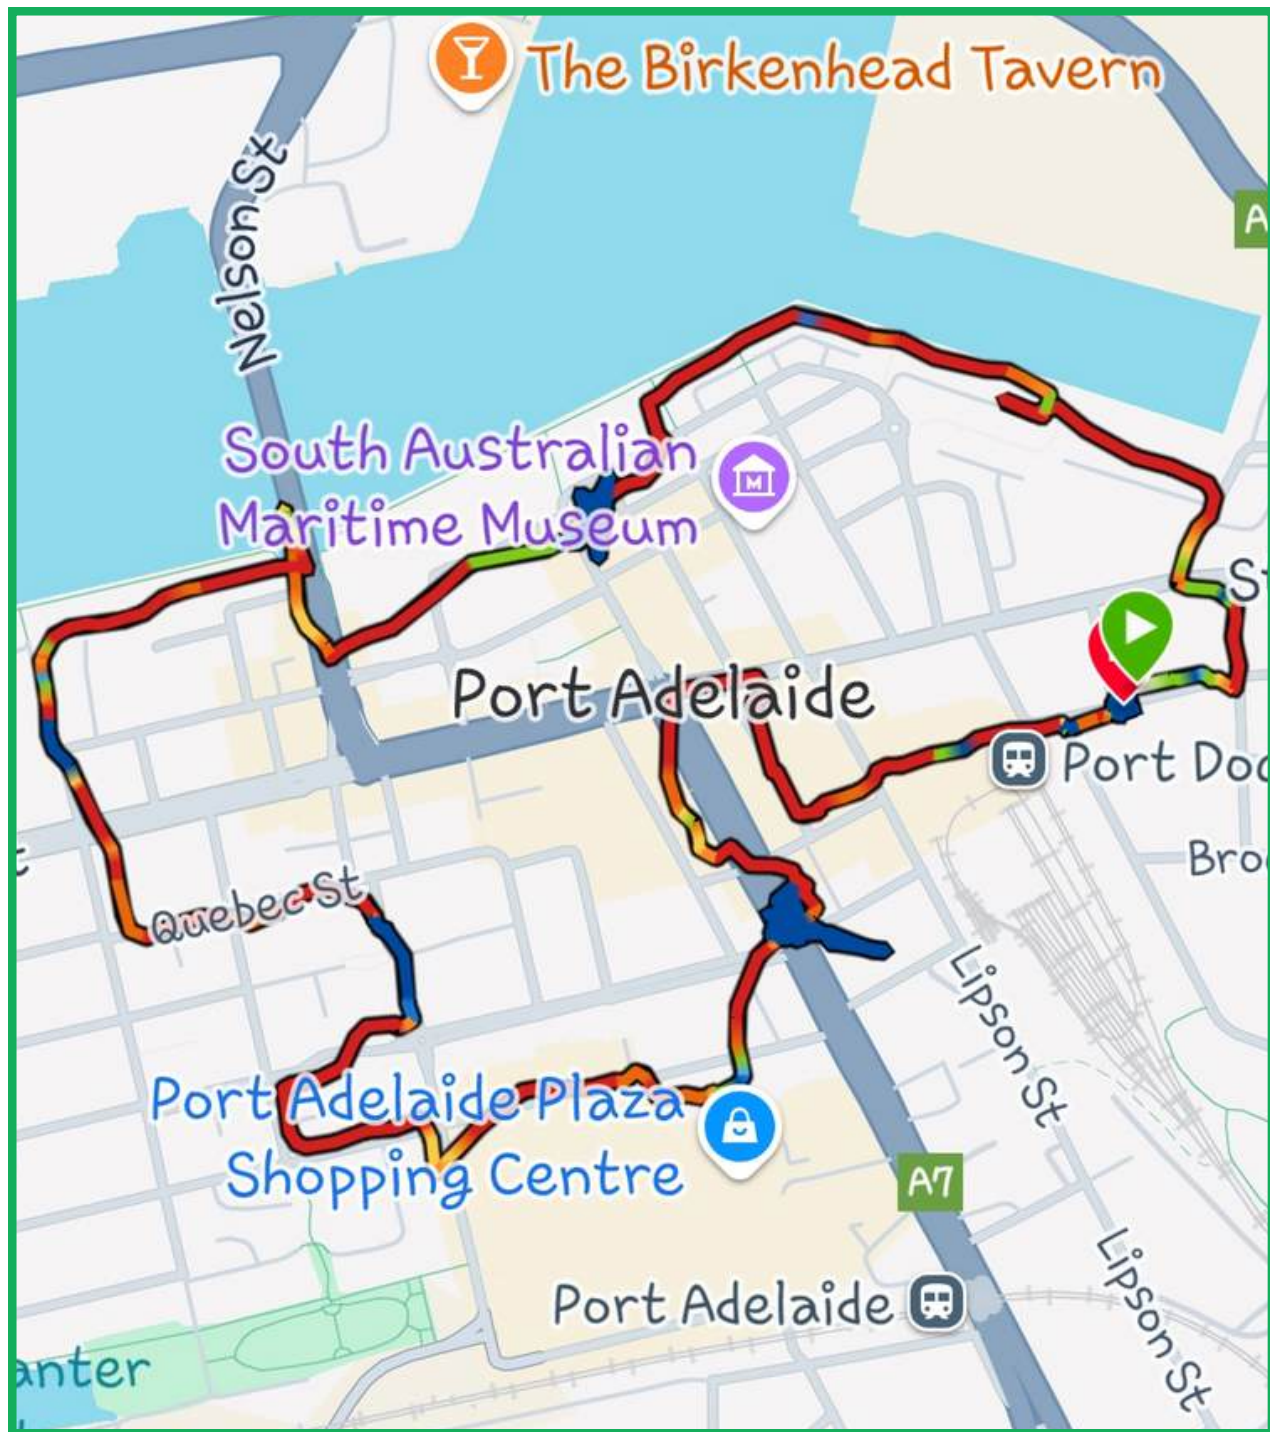 The Birkenhead Tavern
Nelson St
A
South Australian
Maritime Museum
St
Port Adelaide
Port Doc
Bro
Quebec St
Lipson St
Port Adelaide Plaza
Shopping Centre
A7
Port Adelaide
Lipson St
anter